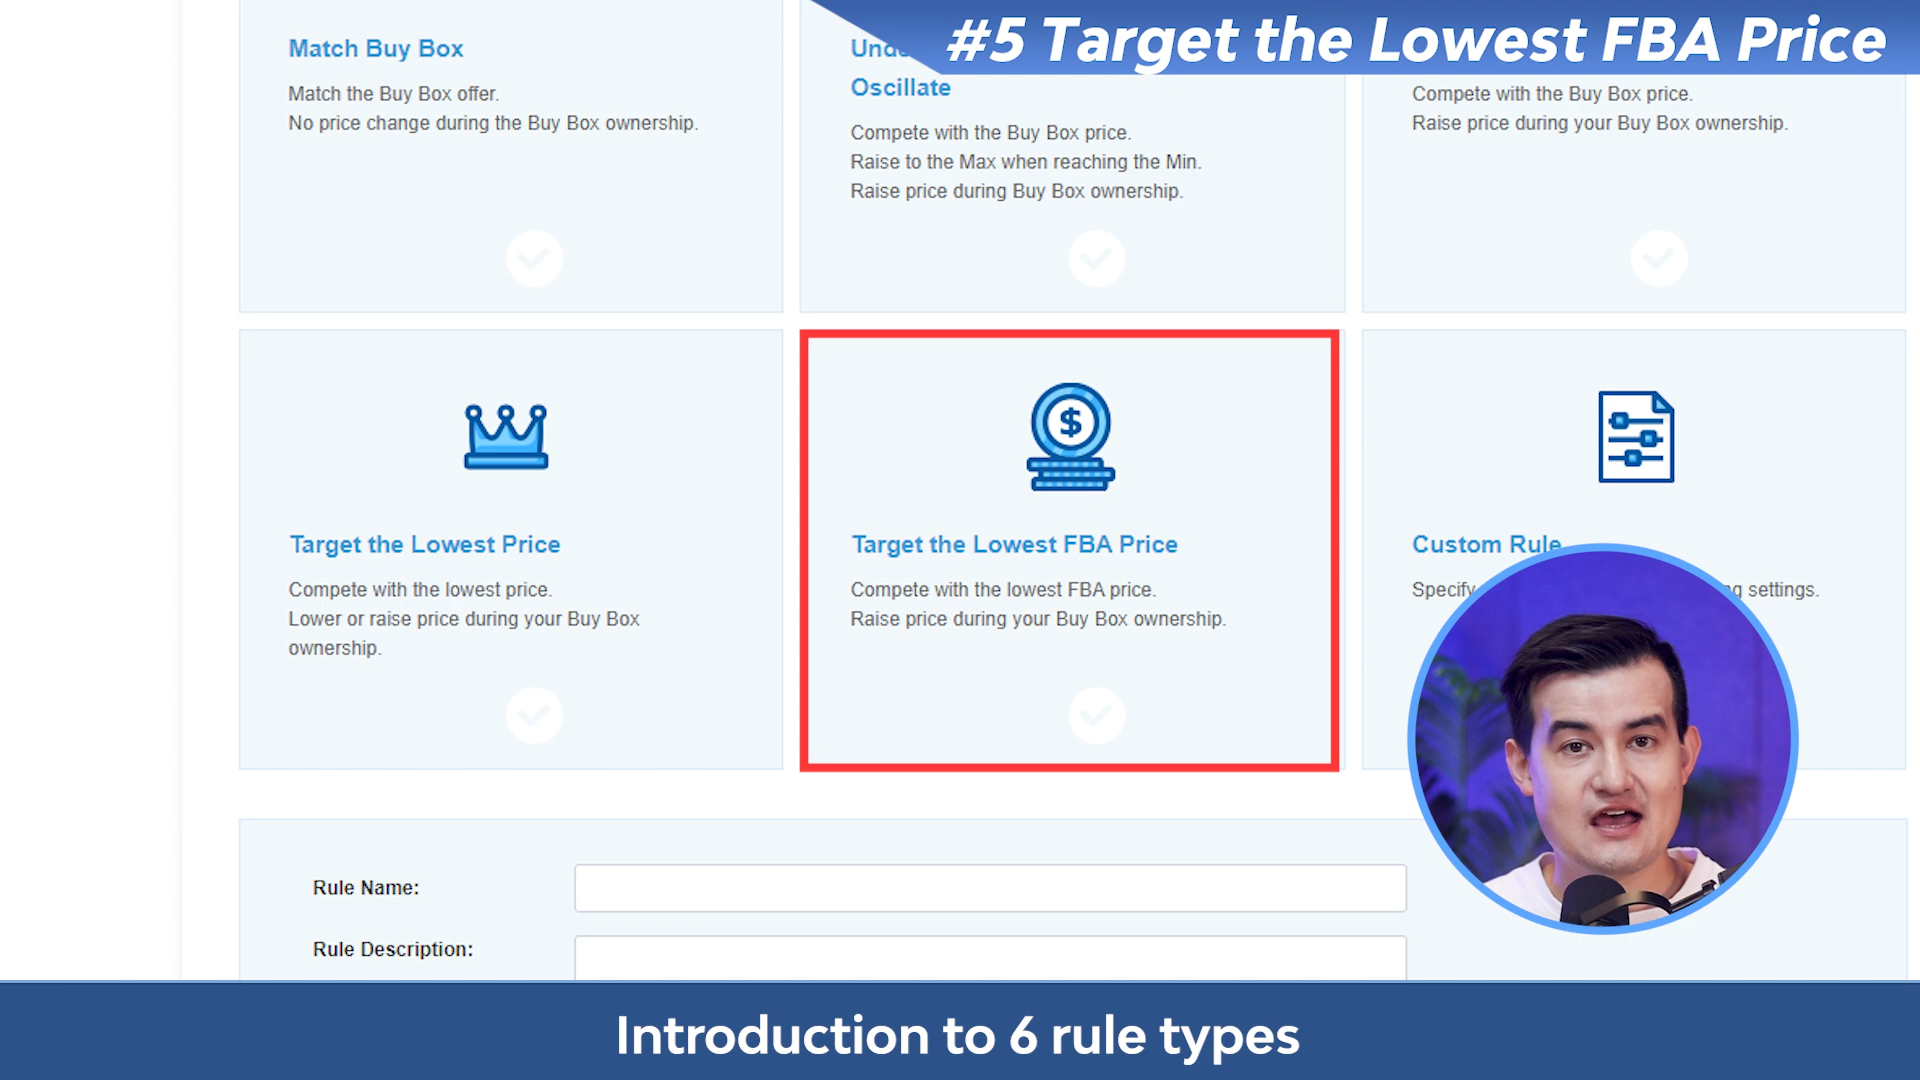 #5 Target the Lowest FBA Price
Match Buy Box
Match the Buy Box offer.
No price change during the Buy Box ownership.
Oscillate
Compete with the Buy Box price.
Raise to the Max when reaching the Min.
Raise price during Buy Box ownership.
Compete with the Buy Box price.
Raise price during your Buy Box ownership.
$
Target the Lowest Price
Compete with the lowest price.
Lower or raise price during your Buy Box
ownership.
Target the Lowest FBA Price
Compete with the lowest FBA price.
Raise price during your Buy Box ownership.
Custom Rule
Specify settings.
Rule Name:
Rule Description:
Introduction to 6 rule types